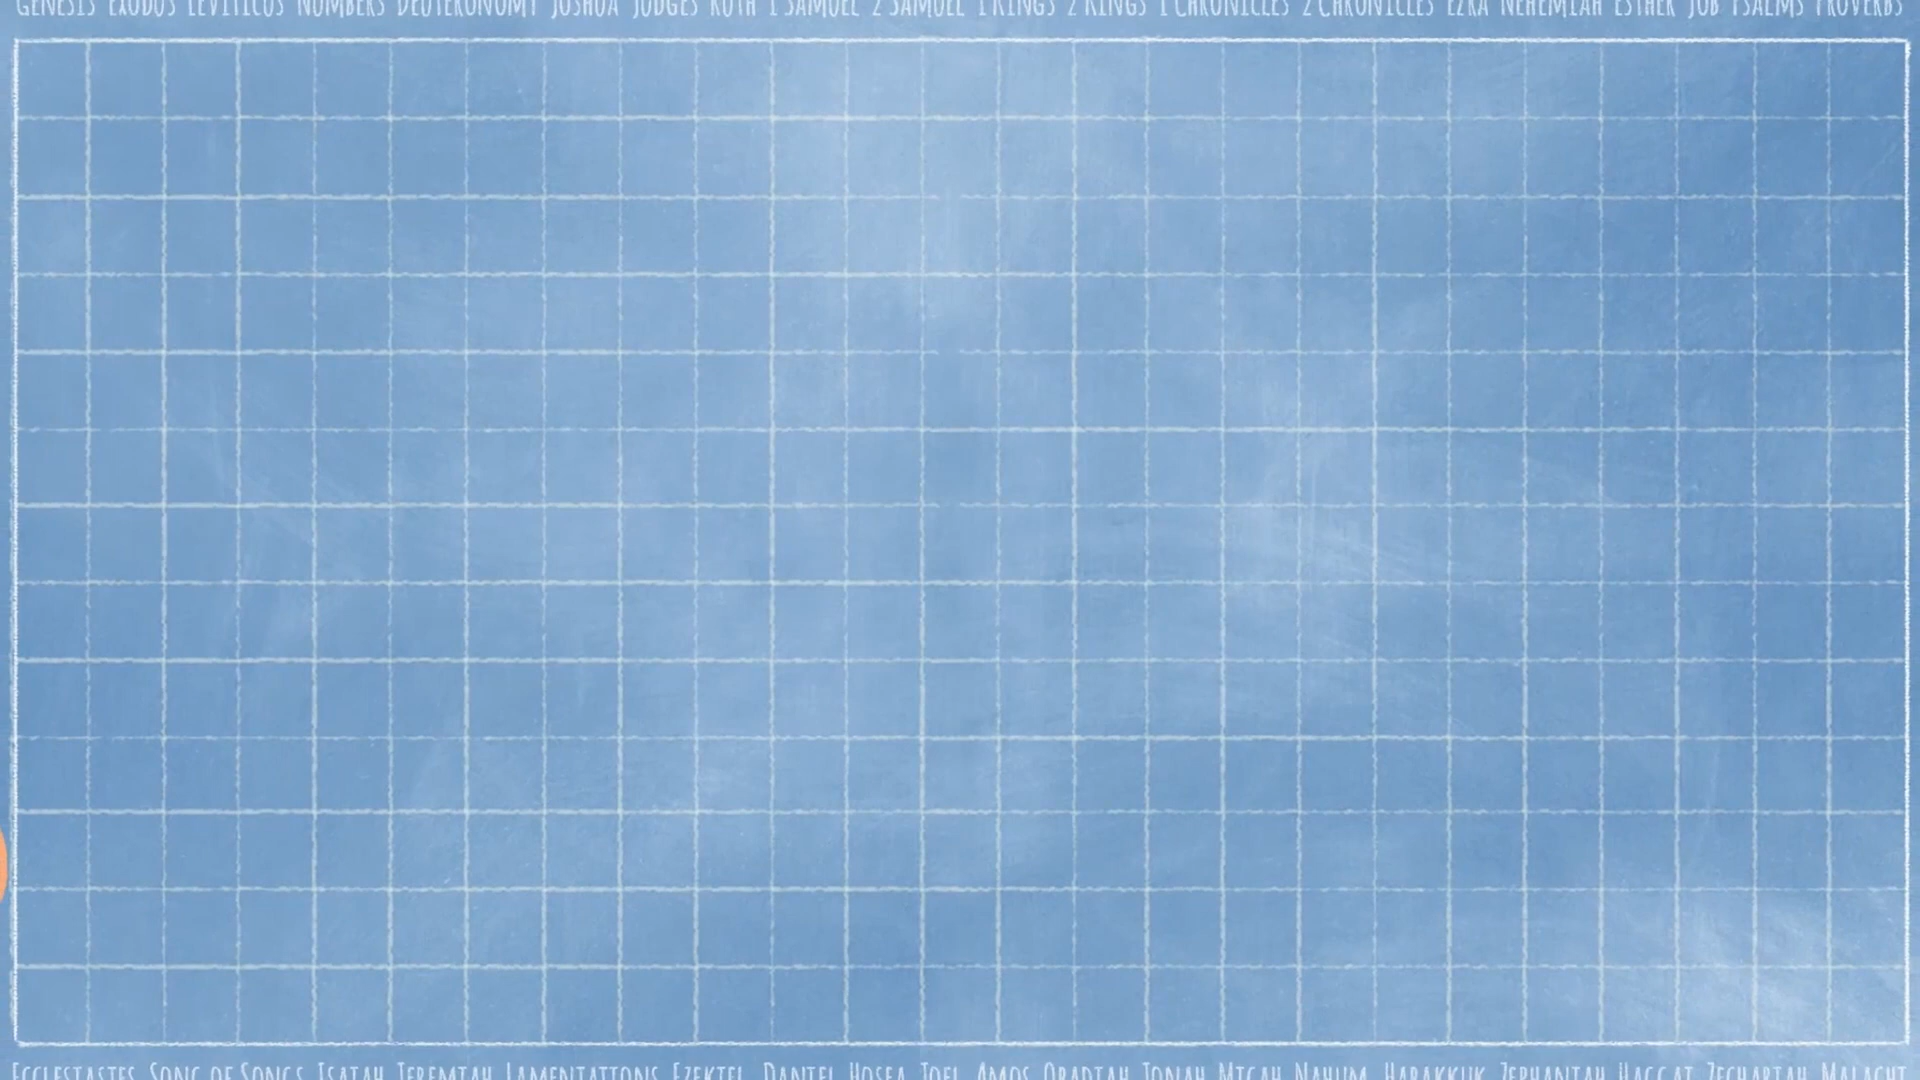 GENESIS EXODUS LEVITICUS NUMBERS DEUTERONOMY JOSHUA JUDGES RUTH 1 SAMUEL 2 SAMUEL 1 KINGS 2 KINGS 1 CHRONICLES 2 CHRONICLES EZRA NEHEMIAH ESTHER JOB PSALMS PROVERBS
ECCLESIASTES SONG OF SONGS ISAIAH JEREMIAH LAMENTATIONS EZEKIEL DANIEL HOSEA JOEL AMOS OBADIAH JONAH MICAH NAHUM HABAKKUK ZEPHANIAH HAGGAI ZECHARIAH MALACHI